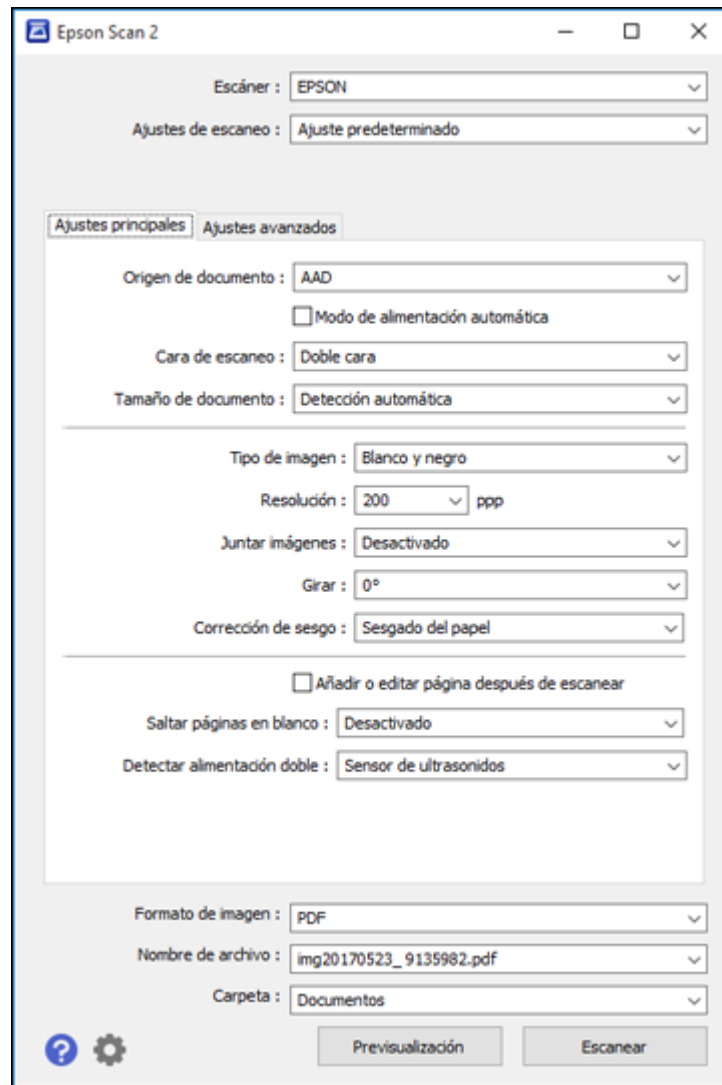 Epson Scan 2
Escáner : EPSON
Ajustes de escaneo : Ajuste predeterminado
Ajustes principales Ajustes avanzados
Origen de documento : AAD
Modo de alimentación automática
Cara de escaneo : Doble cara
Tamaño de documento : Detección automática
Tipo de imagen : Blanco y negro
Resolución : 200 ppp
Juntar imágenes : Desactivado
Girar : 0°
Corrección de sesgo : Sesgado del papel
Añadir o editar página después de escanear
Saltar páginas en blanco : Desactivado
Detectar alimentación doble : Sensor de ultrasonidos
Formato de imagen : PDF
Nombre de archivo : img20170523_ 9135982.pdf
Carpeta : Documentos
? Previsualización Escanear